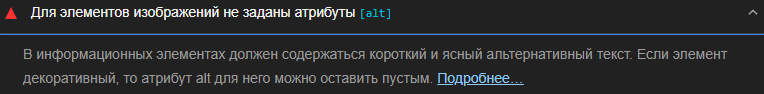 Для элементов изображений не заданы атрибуты [alt]
В информационных элементах должен содержаться короткий и ясный альтернативный текст. Если элемент
декоративный, то атрибут alt для него можно оставить пустым. Подробнее…